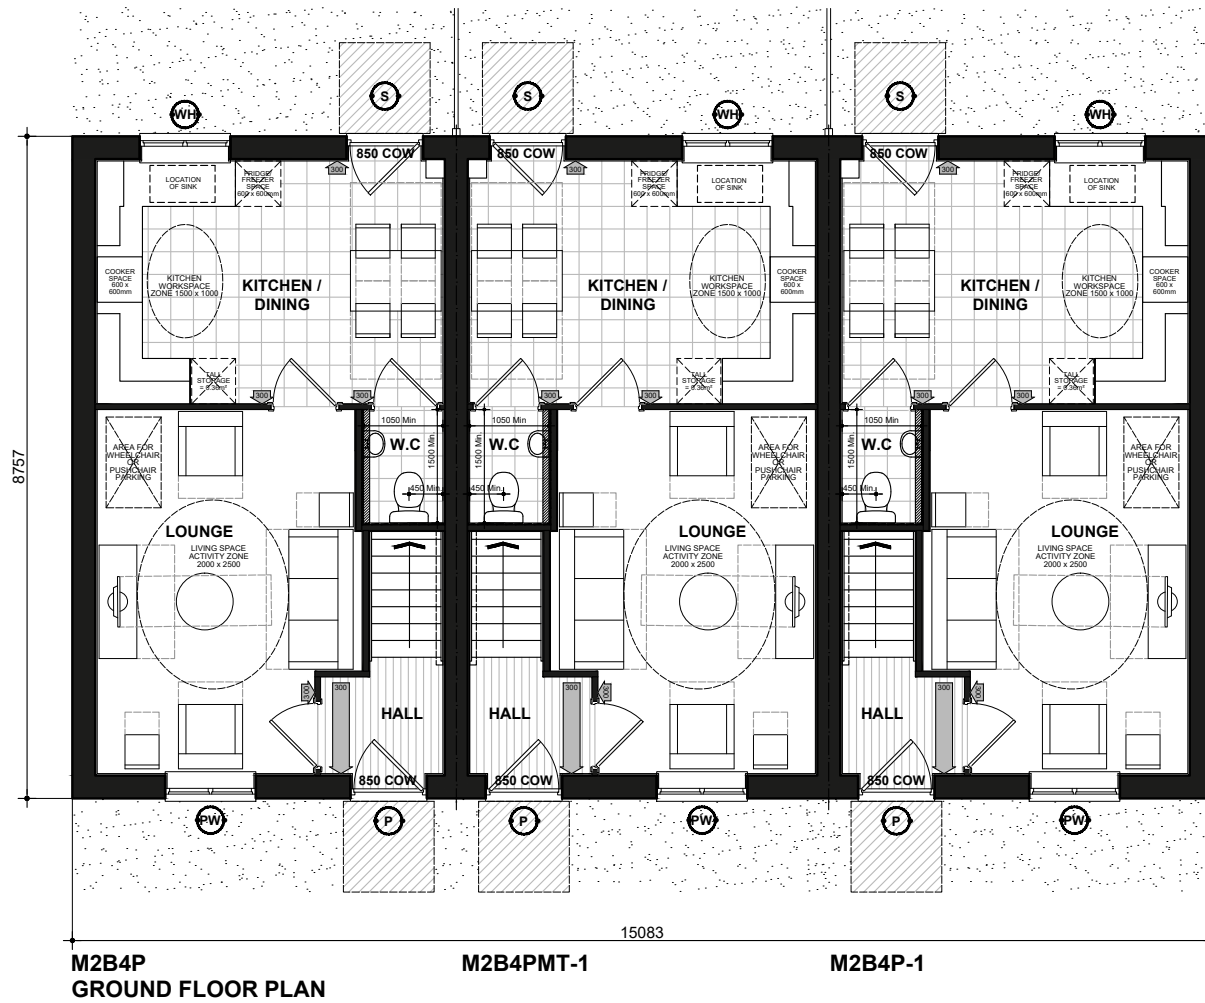 S
S
S
WH
WH
WH
850 COW
850 COW
850 COW
300
300
300
LOCATION
OF SINK
FRIDGE/
FREEZER
SPACE
600 x 600mm
FRIDGE/
FREEZER
SPACE
600 x 600mm
LOCATION
OF SINK
FRIDGE/
FREEZER
SPACE
600 x 600mm
LOCATION
OF SINK
COOKER
SPACE
600 x
600mm
KITCHEN
WORKSPACE
ZONE 1500 x 1000
KITCHEN /
DINING
KITCHEN /
DINING
KITCHEN
WORKSPACE
ZONE 1500 x 1000
COOKER
SPACE
600 x
600mm
KITCHEN /
DINING
KITCHEN
WORKSPACE
ZONE 1500 x 1000
COOKER
SPACE
600 x
600mm
TALL
STORAGE
= 0.36m²
TALL
STORAGE
= 0.36m²
TALL
STORAGE
= 0.36m²
300
300
300
300
300
300
1050 Min
1050 Min
1050 Min
W.C
W.C
W.C
1500 Min
1500 Min
1500 Min
450 Min.
450 Min.
450 Min.
AREA FOR
WHEELCHAIR
OR
PUSHCHAIR
PARKING
AREA FOR
WHEELCHAIR
OR
PUSHCHAIR
PARKING
AREA FOR
WHEELCHAIR
OR
PUSHCHAIR
PARKING
8757
LOUNGE
LIVING SPACE
ACTIVITY ZONE
2000 x 2500
LOUNGE
LIVING SPACE
ACTIVITY ZONE
2000 x 2500
LOUNGE
LIVING SPACE
ACTIVITY ZONE
2000 x 2500
300
300
300
300
300
300
HALL
HALL
HALL
850 COW
850 COW
850 COW
PW
P
P
PW
P
PW
15083
M2B4P
M2B4PMT-1
M2B4P-1
GROUND FLOOR PLAN